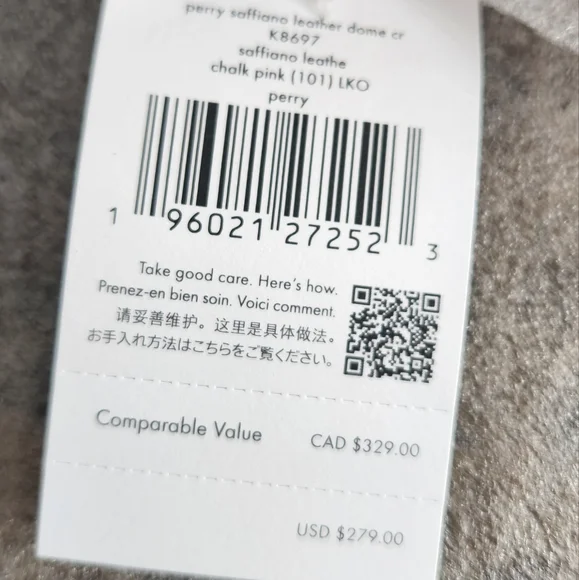 perry saffiano leather dome cr
K8697
saffiano leathe
chalk pink (101) LKO
perry
1 96021 27252 3
Take good care. Here's how.
Prenez-en bien soin. Voici comment.
请妥善维护。这里是具体做法。
お手入れ方法はこちらをご覧ください。
Comparable Value CAD $329.00
USD $279.00